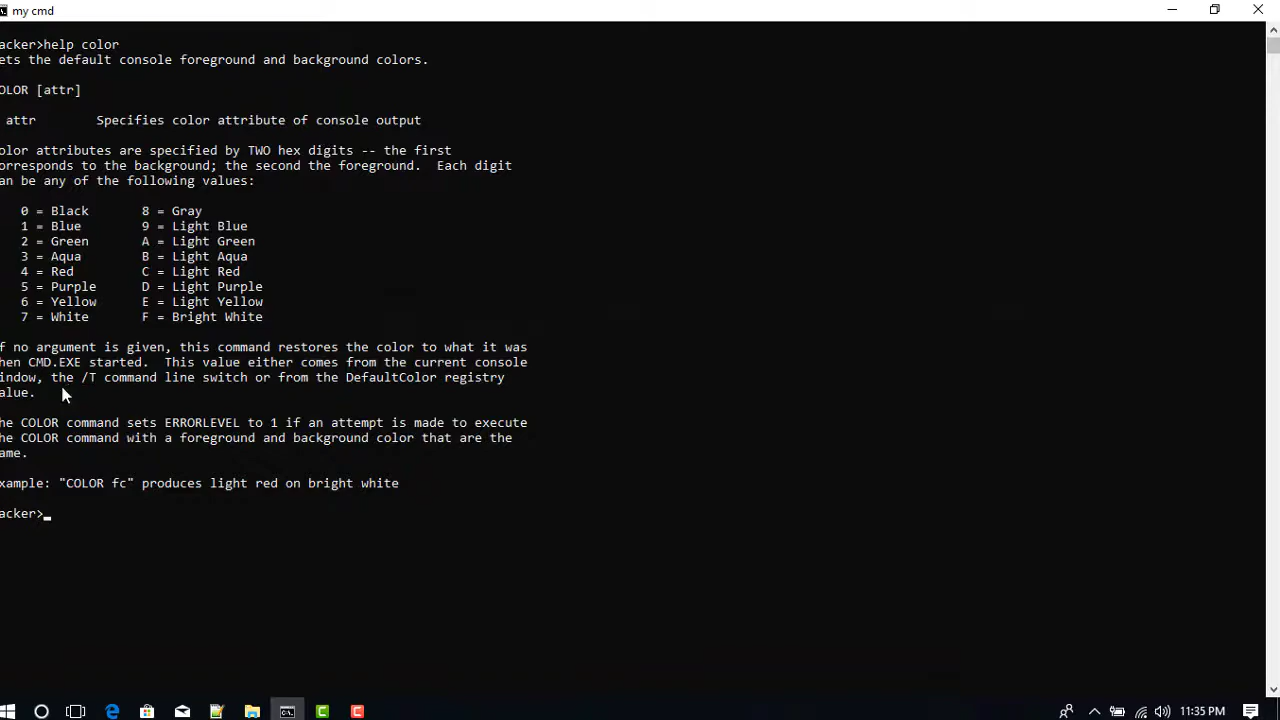 my cmd
acker>help color
ets the default console foreground and background colors.
OLOR [attr]
attr        Specifies color attribute of console output
olor attributes are specified by TWO hex digits -- the first
orresponds to the background; the second the foreground.  Each digit
an be any of the following values:
0 = Black       8 = Gray
1 = Blue        9 = Light Blue
2 = Green       A = Light Green
3 = Aqua        B = Light Aqua
4 = Red         C = Light Red
5 = Purple      D = Light Purple
6 = Yellow      E = Light Yellow
7 = White       F = Bright White
f no argument is given, this command restores the color to what it was
hen CMD.EXE started.  This value either comes from the current console
indow, the /T command line switch or from the DefaultColor registry
alue.
he COLOR command sets ERRORLEVEL to 1 if an attempt is made to execute
he COLOR command with a foreground and background color that are the
ame.
xample: "COLOR fc" produces light red on bright white
acker>_
11:35 PM